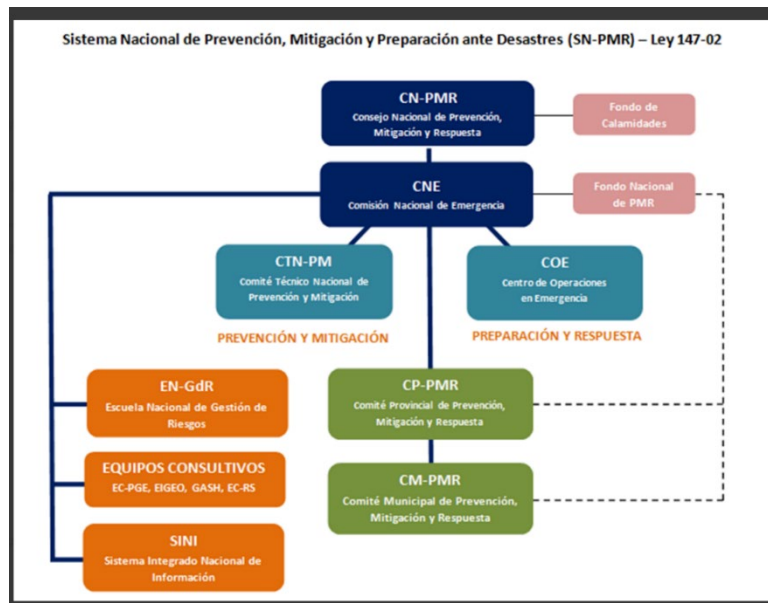 Sistema Nacional de Prevención, Mitigación y Preparación ante Desastres (SN-PMR) – Ley 147-02
CN-PMR
Consejo Nacional de Prevención,
Mitigación y Respuesta
Fondo de
Calamidades
CNE
Comisión Nacional de Emergencia
Fondo Nacional
de PMR
CTN-PM
Comité Técnico Nacional de
Prevención y Mitigación
COE
Centro de Operaciones
en Emergencia
PREVENCIÓN Y MITIGACIÓN
PREPARACIÓN Y RESPUESTA
EN-GdR
Escuela Nacional de Gestión de
Riesgos
CP-PMR
Comité Provincial de Prevención,
Mitigación y Respuesta
EQUIPOS CONSULTIVOS
EC-PGE, EIGEO, GASH, EC-RS
CM-PMR
Comité Municipal de Prevención,
Mitigación y Respuesta
SINI
Sistema Integrado Nacional de
Información